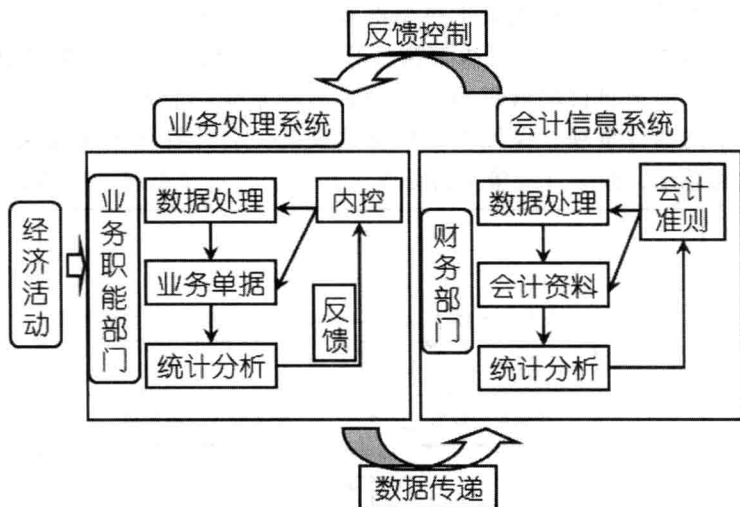 反馈控制
业务处理系统
会计信息系统
经济活动
业务职能部门
数据处理
内控
业务单据
反馈
统计分析
财务部门
数据处理
会计
准则
会计资料
统计分析
数据传递